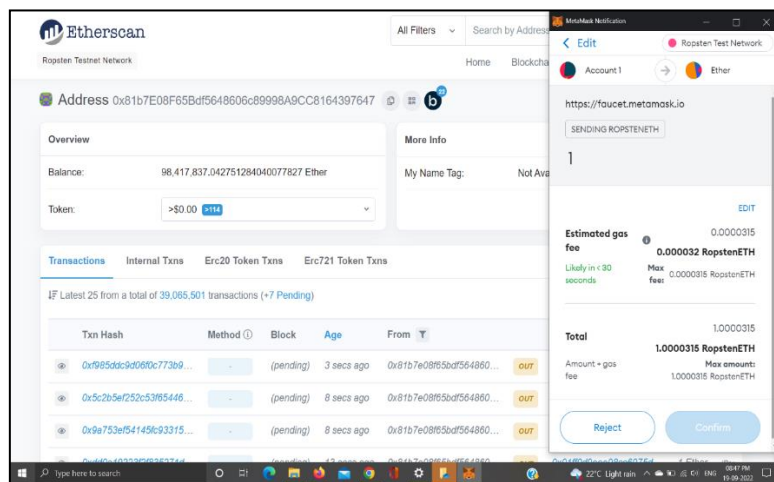 Etherscan
Ropsten Testnet Network
All Filters
Search by Address
Home Blockcha
Address 0x81b7E08F65Bdf5648606c89998A9CC8164397647
Overview
Balance: 98,417,837.042751284040077827 Ether
Token: >$0.00 >114
More Info
My Name Tag: Not Ava
Transactions Internal Txns Erc20 Token Txns Erc721 Token Txns
Latest 25 from a total of 39,065,501 transactions (+7 Pending)
Txn Hash Method Block Age From
0xf985ddc9d06f0c773b9... - (pending) 3 secs ago 0x81b7e08f65bdf564860... OUT
0x5c2b5ef252c53f65446... - (pending) 8 secs ago 0x81b7e08f65bdf564860... OUT
0x9a753ef54145fc93315... - (pending) 8 secs ago 0x81b7e08f65bdf564860... OUT
MetaMask Notification
Edit
Ropsten Test Network
Account 1
Ether
https://faucet.metamask.io
SENDING ROPSTENETH
1
EDIT
Estimated gas fee
0.0000315
0.000032 RopstenETH
Likely in < 30 seconds
Max fee: 0.0000315 RopstenETH
Total
1.0000315
1.0000315 RopstenETH
Amount + gas fee
Max amount:
1.0000315 RopstenETH
Reject
Confirm
Type here to search
22°C Light rain
ENG
08:47 PM
19-09-2022